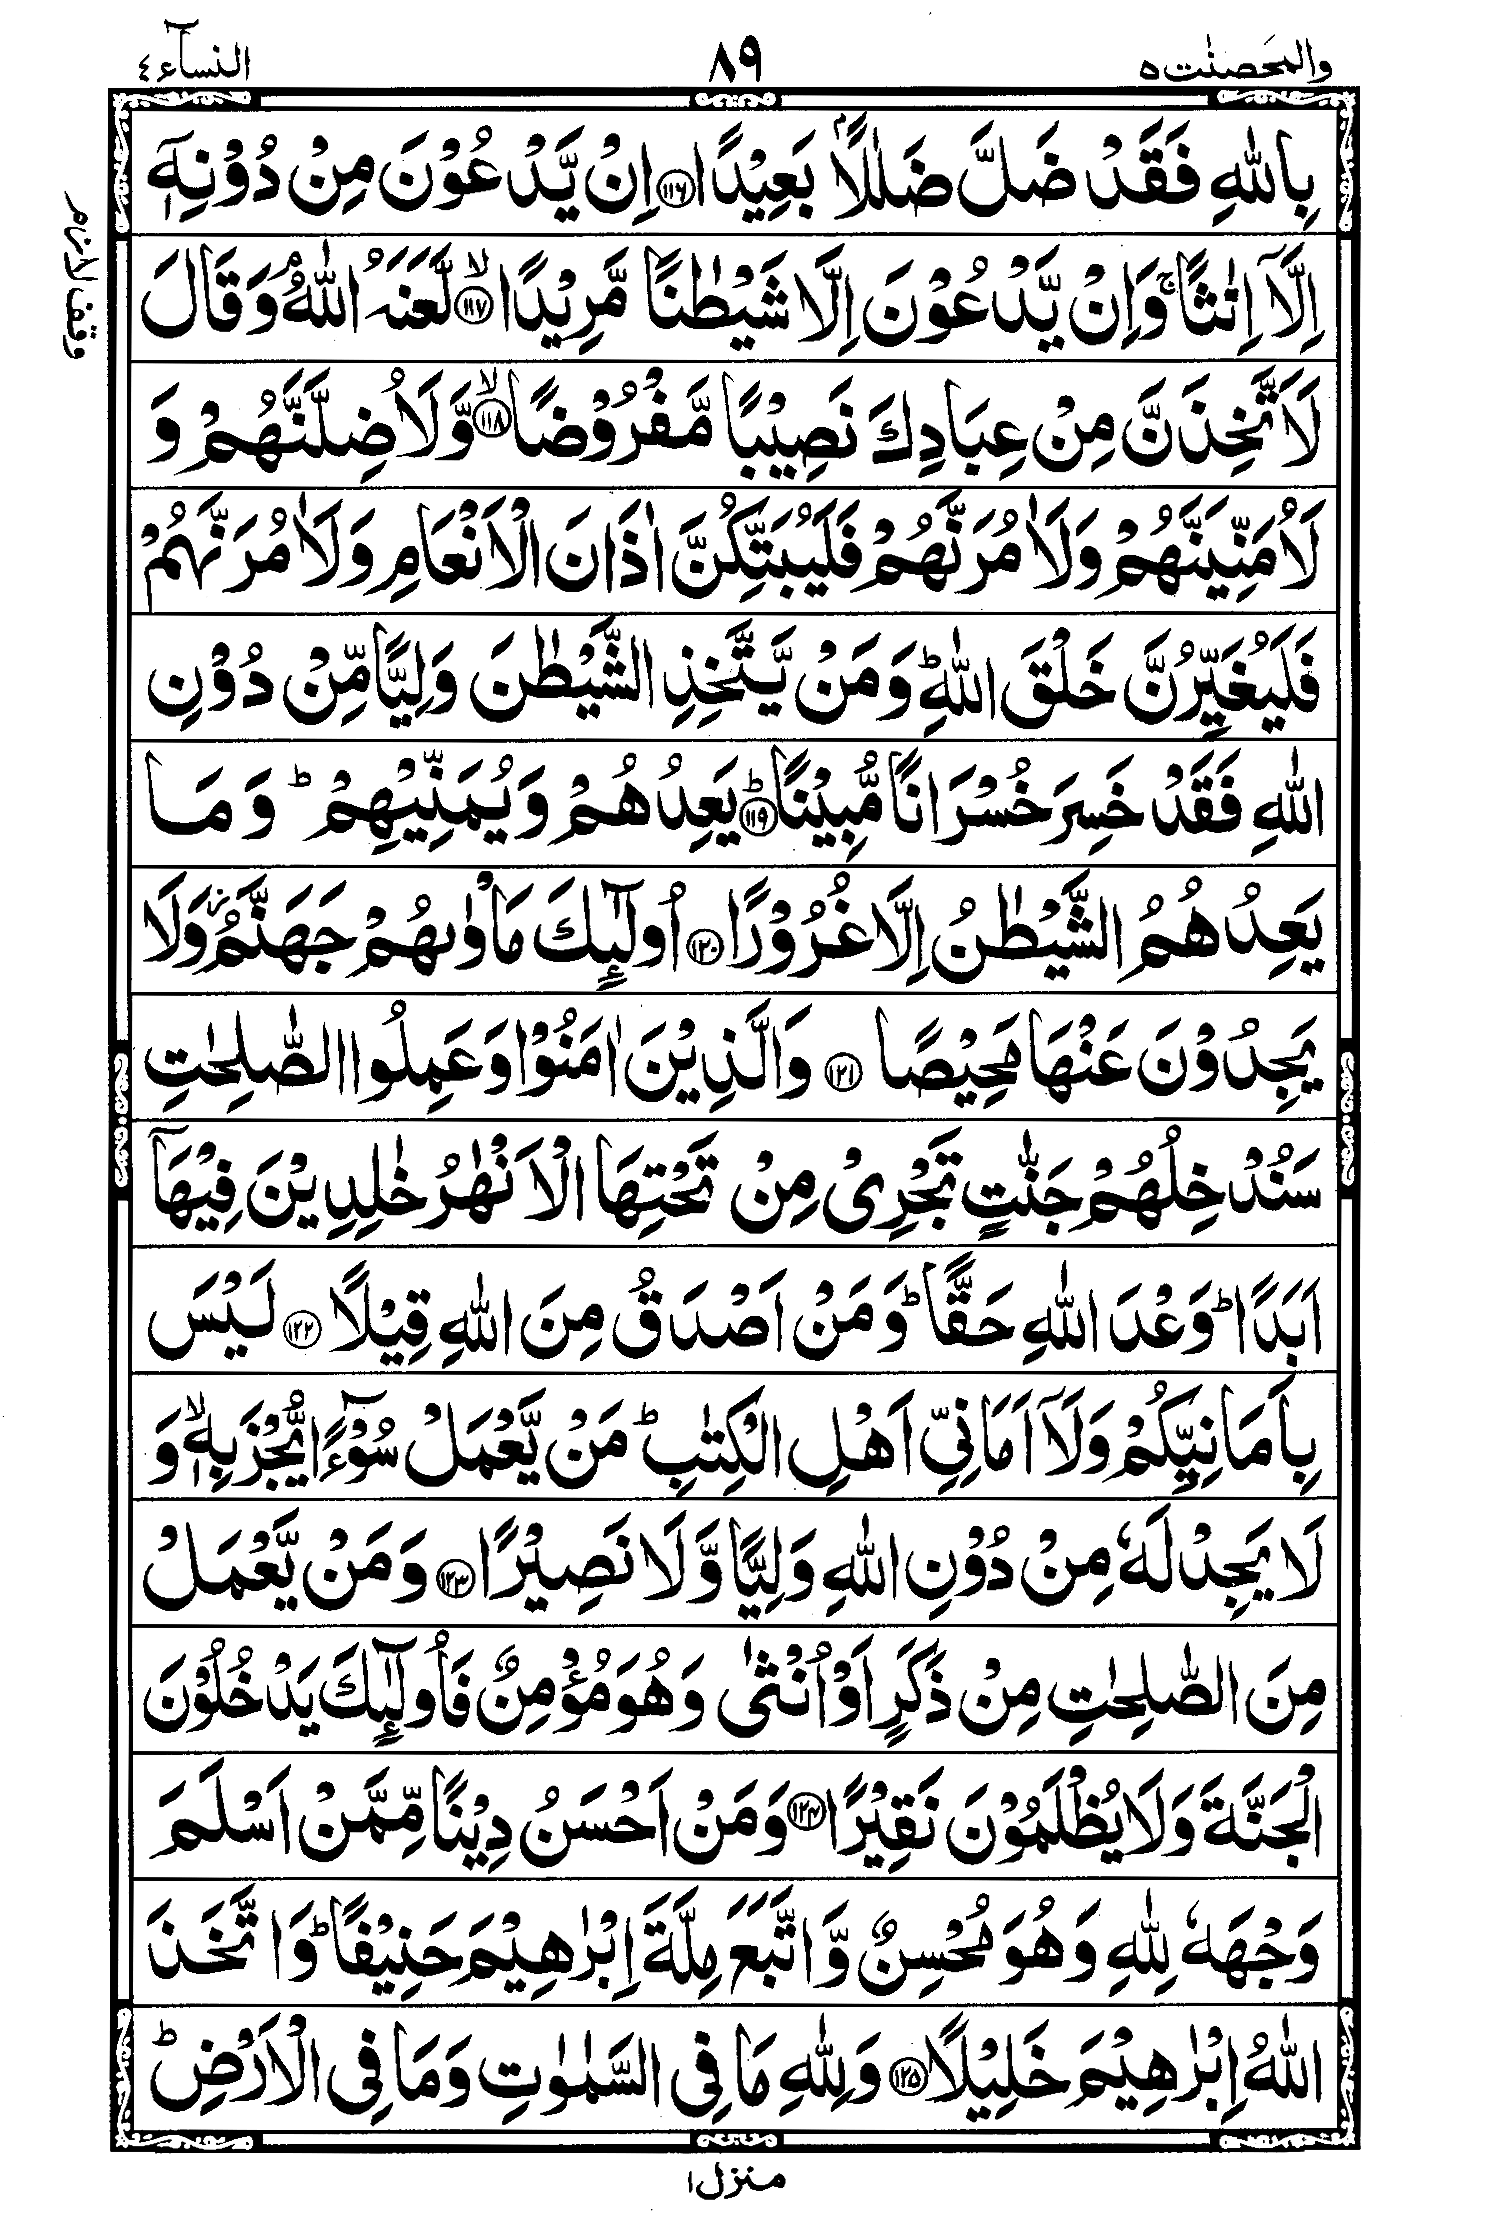 والمحصنٰت ٥
٨٩
النسآء ٤
بِاللّٰهِ فَقَدْ ضَلَّ ضَلٰلًاۢ بَعِيْدًا ۝١١٦ اِنْ يَّدْعُوْنَ مِنْ دُوْنِهٖٓ
اِلَّآ اِنٰثًا ۚ وَاِنْ يَّدْعُوْنَ اِلَّا شَيْطٰنًا مَّرِيْدًا ۝١١٧ ۙ لَّعَنَهُ اللّٰهُ ۘ وَقَالَ
وقف لازم
لَاَتَّخِذَنَّ مِنْ عِبَادِكَ نَصِيْبًا مَّفْرُوْضًا ۝١١٨ ۙ وَّلَاُضِلَّنَّهُمْ وَ
لَاُمَنِّيَنَّهُمْ وَلَاٰمُرَنَّهُمْ فَلَيُبَتِّكُنَّ اٰذَانَ الْاَنْعَامِ وَلَاٰمُرَنَّهُمْ
فَلَيُغَيِّرُنَّ خَلْقَ اللّٰهِ ؕ وَمَنْ يَّتَّخِذِ الشَّيْطٰنَ وَلِيًّا مِّنْ دُوْنِ
اللّٰهِ فَقَدْ خَسِرَ خُسْرَانًا مُّبِيْنًا ۝١١٩ ؕ يَعِدُهُمْ وَيُمَنِّيْهِمْ ؕ وَمَا
يَعِدُهُمُ الشَّيْطٰنُ اِلَّا غُرُوْرًا ۝١٢٠ اُولٰٓئِكَ مَاْوٰىهُمْ جَهَنَّمُ ؗ وَلَا
يَجِدُوْنَ عَنْهَا مَحِيْصًا ۝١٢١ وَالَّذِيْنَ اٰمَنُوْا وَعَمِلُوا الصّٰلِحٰتِ
سَنُدْخِلُهُمْ جَنّٰتٍ تَجْرِيْ مِنْ تَحْتِهَا الْاَنْهٰرُ خٰلِدِيْنَ فِيْهَآ
اَبَدًا ؕ وَعْدَ اللّٰهِ حَقًّا ؕ وَمَنْ اَصْدَقُ مِنَ اللّٰهِ قِيْلًا ۝١٢٢ لَيْسَ
بِاَمَانِيِّكُمْ وَلَآ اَمَانِيِّ اَهْلِ الْكِتٰبِ ؕ مَنْ يَّعْمَلْ سُوْٓءًا يُّجْزَ بِهٖ ۙ وَ
لَا يَجِدْ لَهٗ مِنْ دُوْنِ اللّٰهِ وَلِيًّا وَّلَا نَصِيْرًا ۝١٢٣ وَمَنْ يَّعْمَلْ
مِنَ الصّٰلِحٰتِ مِنْ ذَكَرٍ اَوْ اُنْثٰى وَهُوَ مُؤْمِنٌ فَاُولٰٓئِكَ يَدْخُلُوْنَ
الْجَنَّةَ وَلَا يُظْلَمُوْنَ نَقِيْرًا ۝١٢٤ وَمَنْ اَحْسَنُ دِيْنًا مِّمَّنْ اَسْلَمَ
وَجْهَهٗ لِلّٰهِ وَهُوَ مُحْسِنٌ وَّاتَّبَعَ مِلَّةَ اِبْرٰهِيْمَ حَنِيْفًا ؕ وَاتَّخَذَ
اللّٰهُ اِبْرٰهِيْمَ خَلِيْلًا ۝١٢٥ وَلِلّٰهِ مَا فِي السَّمٰوٰتِ وَمَا فِي الْاَرْضِ ؕ
منزل ١